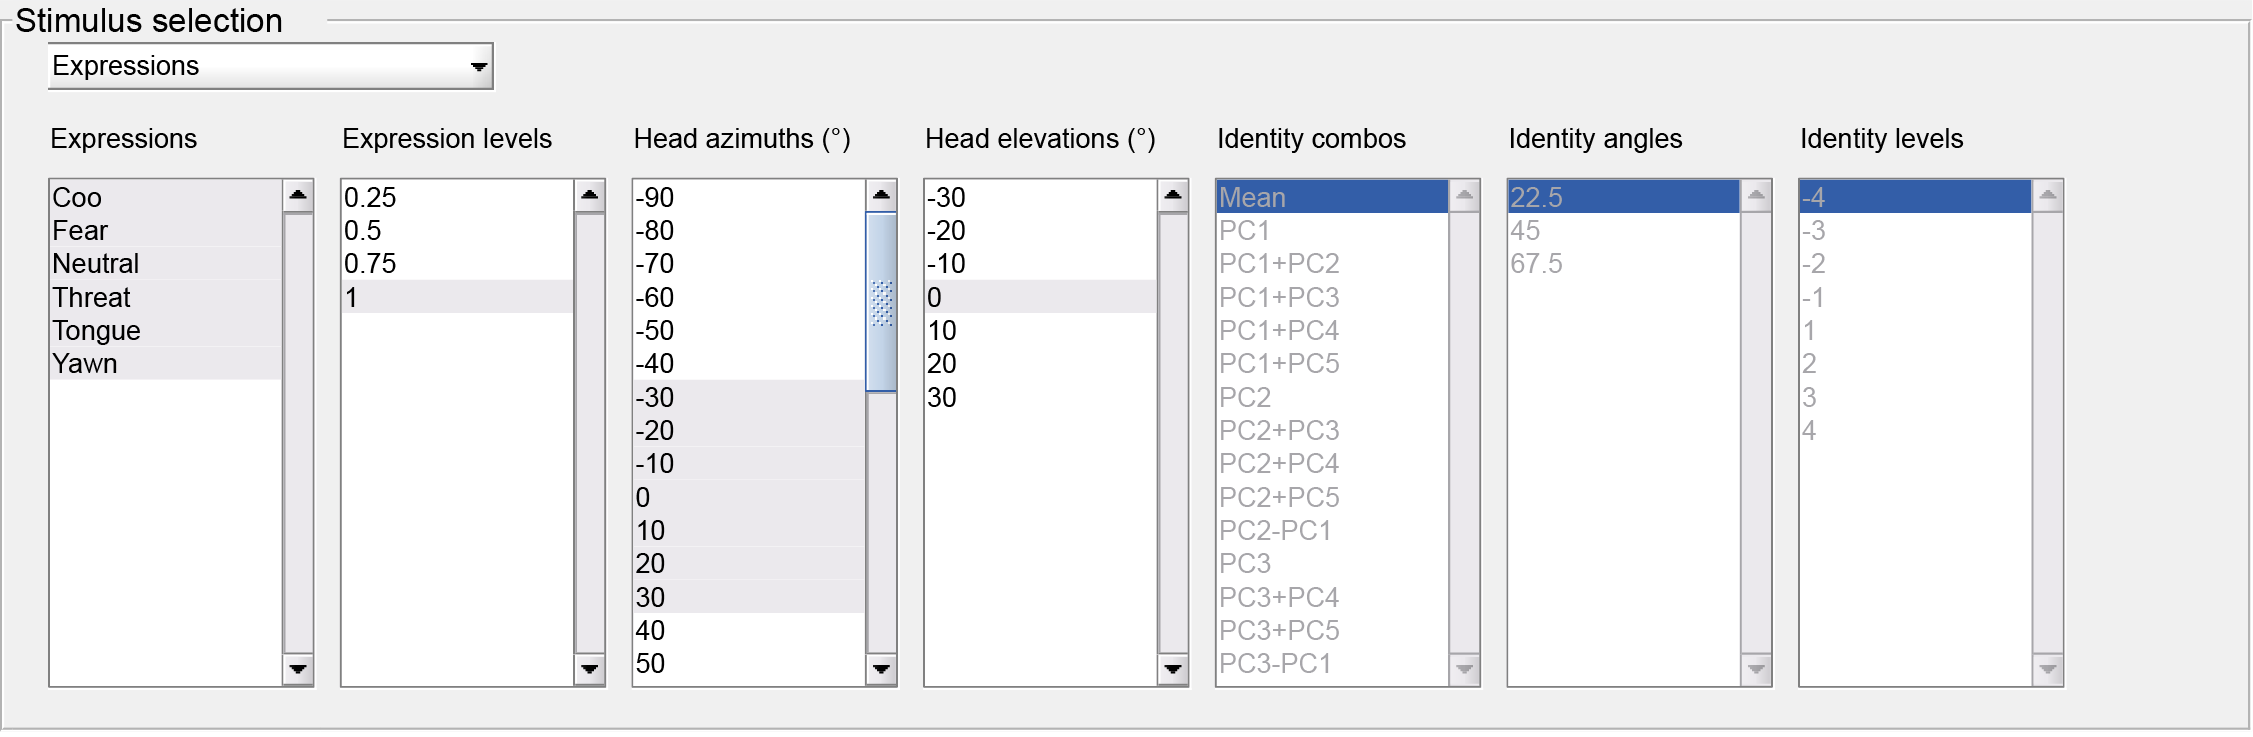 Stimulus selection
Expressions
Expressions
Expression levels
Head azimuths (°)
Head elevations (°)
Identity combos
Identity angles
Identity levels
Coo
Fear
Neutral
Threat
Tongue
Yawn
0.25
0.5
0.75
1
-90
-80
-70
-60
-50
-40
-30
-20
-10
0
10
20
30
40
50
-30
-20
-10
0
10
20
30
Mean
PC1
PC1+PC2
PC1+PC3
PC1+PC4
PC1+PC5
PC2
PC2+PC3
PC2+PC4
PC2+PC5
PC2-PC1
PC3
PC3+PC4
PC3+PC5
PC3-PC1
22.5
45
67.5
-4
-3
-2
-1
1
2
3
4